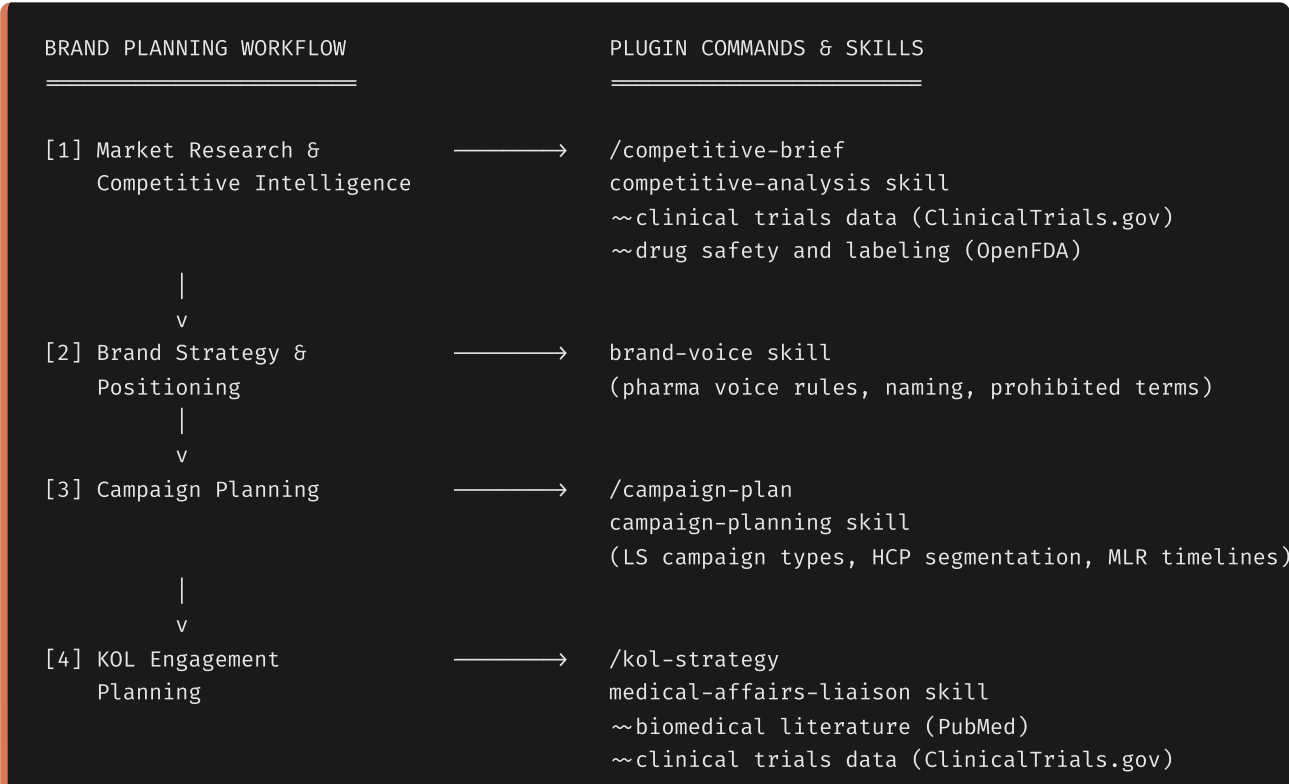 BRAND PLANNING WORKFLOW PLUGIN COMMANDS & SKILLS
======================== ========================
[1] Market Research & ────────> /competitive-brief
Competitive Intelligence competitive-analysis skill
~~clinical trials data (ClinicalTrials.gov)
~~drug safety and labeling (OpenFDA)
|
v
[2] Brand Strategy & ────────> brand-voice skill
Positioning (pharma voice rules, naming, prohibited terms)
|
v
[3] Campaign Planning ────────> /campaign-plan
campaign-planning skill
(LS campaign types, HCP segmentation, MLR timelines)
|
v
[4] KOL Engagement ────────> /kol-strategy
Planning medical-affairs-liaison skill
~~biomedical literature (PubMed)
~~clinical trials data (ClinicalTrials.gov)